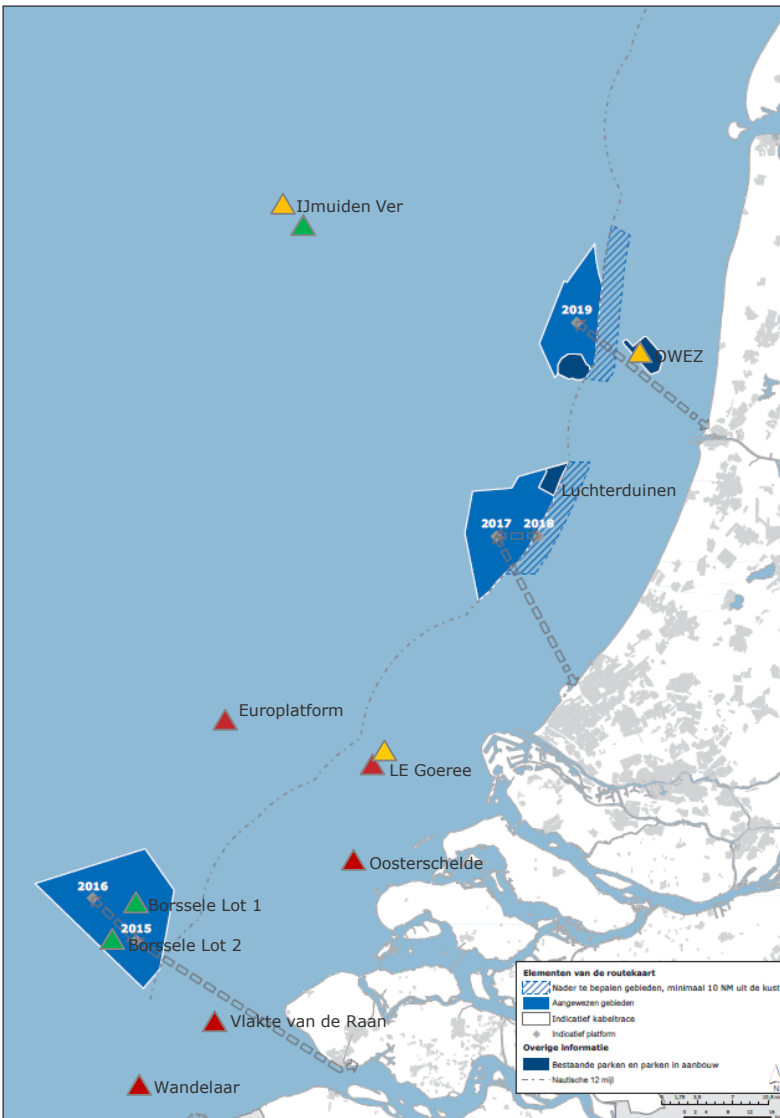 IJmuiden Ver
2019
OWEZ
Luchterduinen
2017
2018
Europlatform
LE Goeree
Oosterschelde
2016
Borssele Lot 1
2015
Borssele Lot 2
Vlakte van de Raan
Wandelaar
Elementen van de routekaart
Nader te bepalen gebieden, minimaal 10 NM uit de kust
Aangewezen gebieden
Indicatief kabeltrace
Indicatief platform
Overige informatie
Bestaande parken en parken in aanbouw
Nautische 12 mijl
N